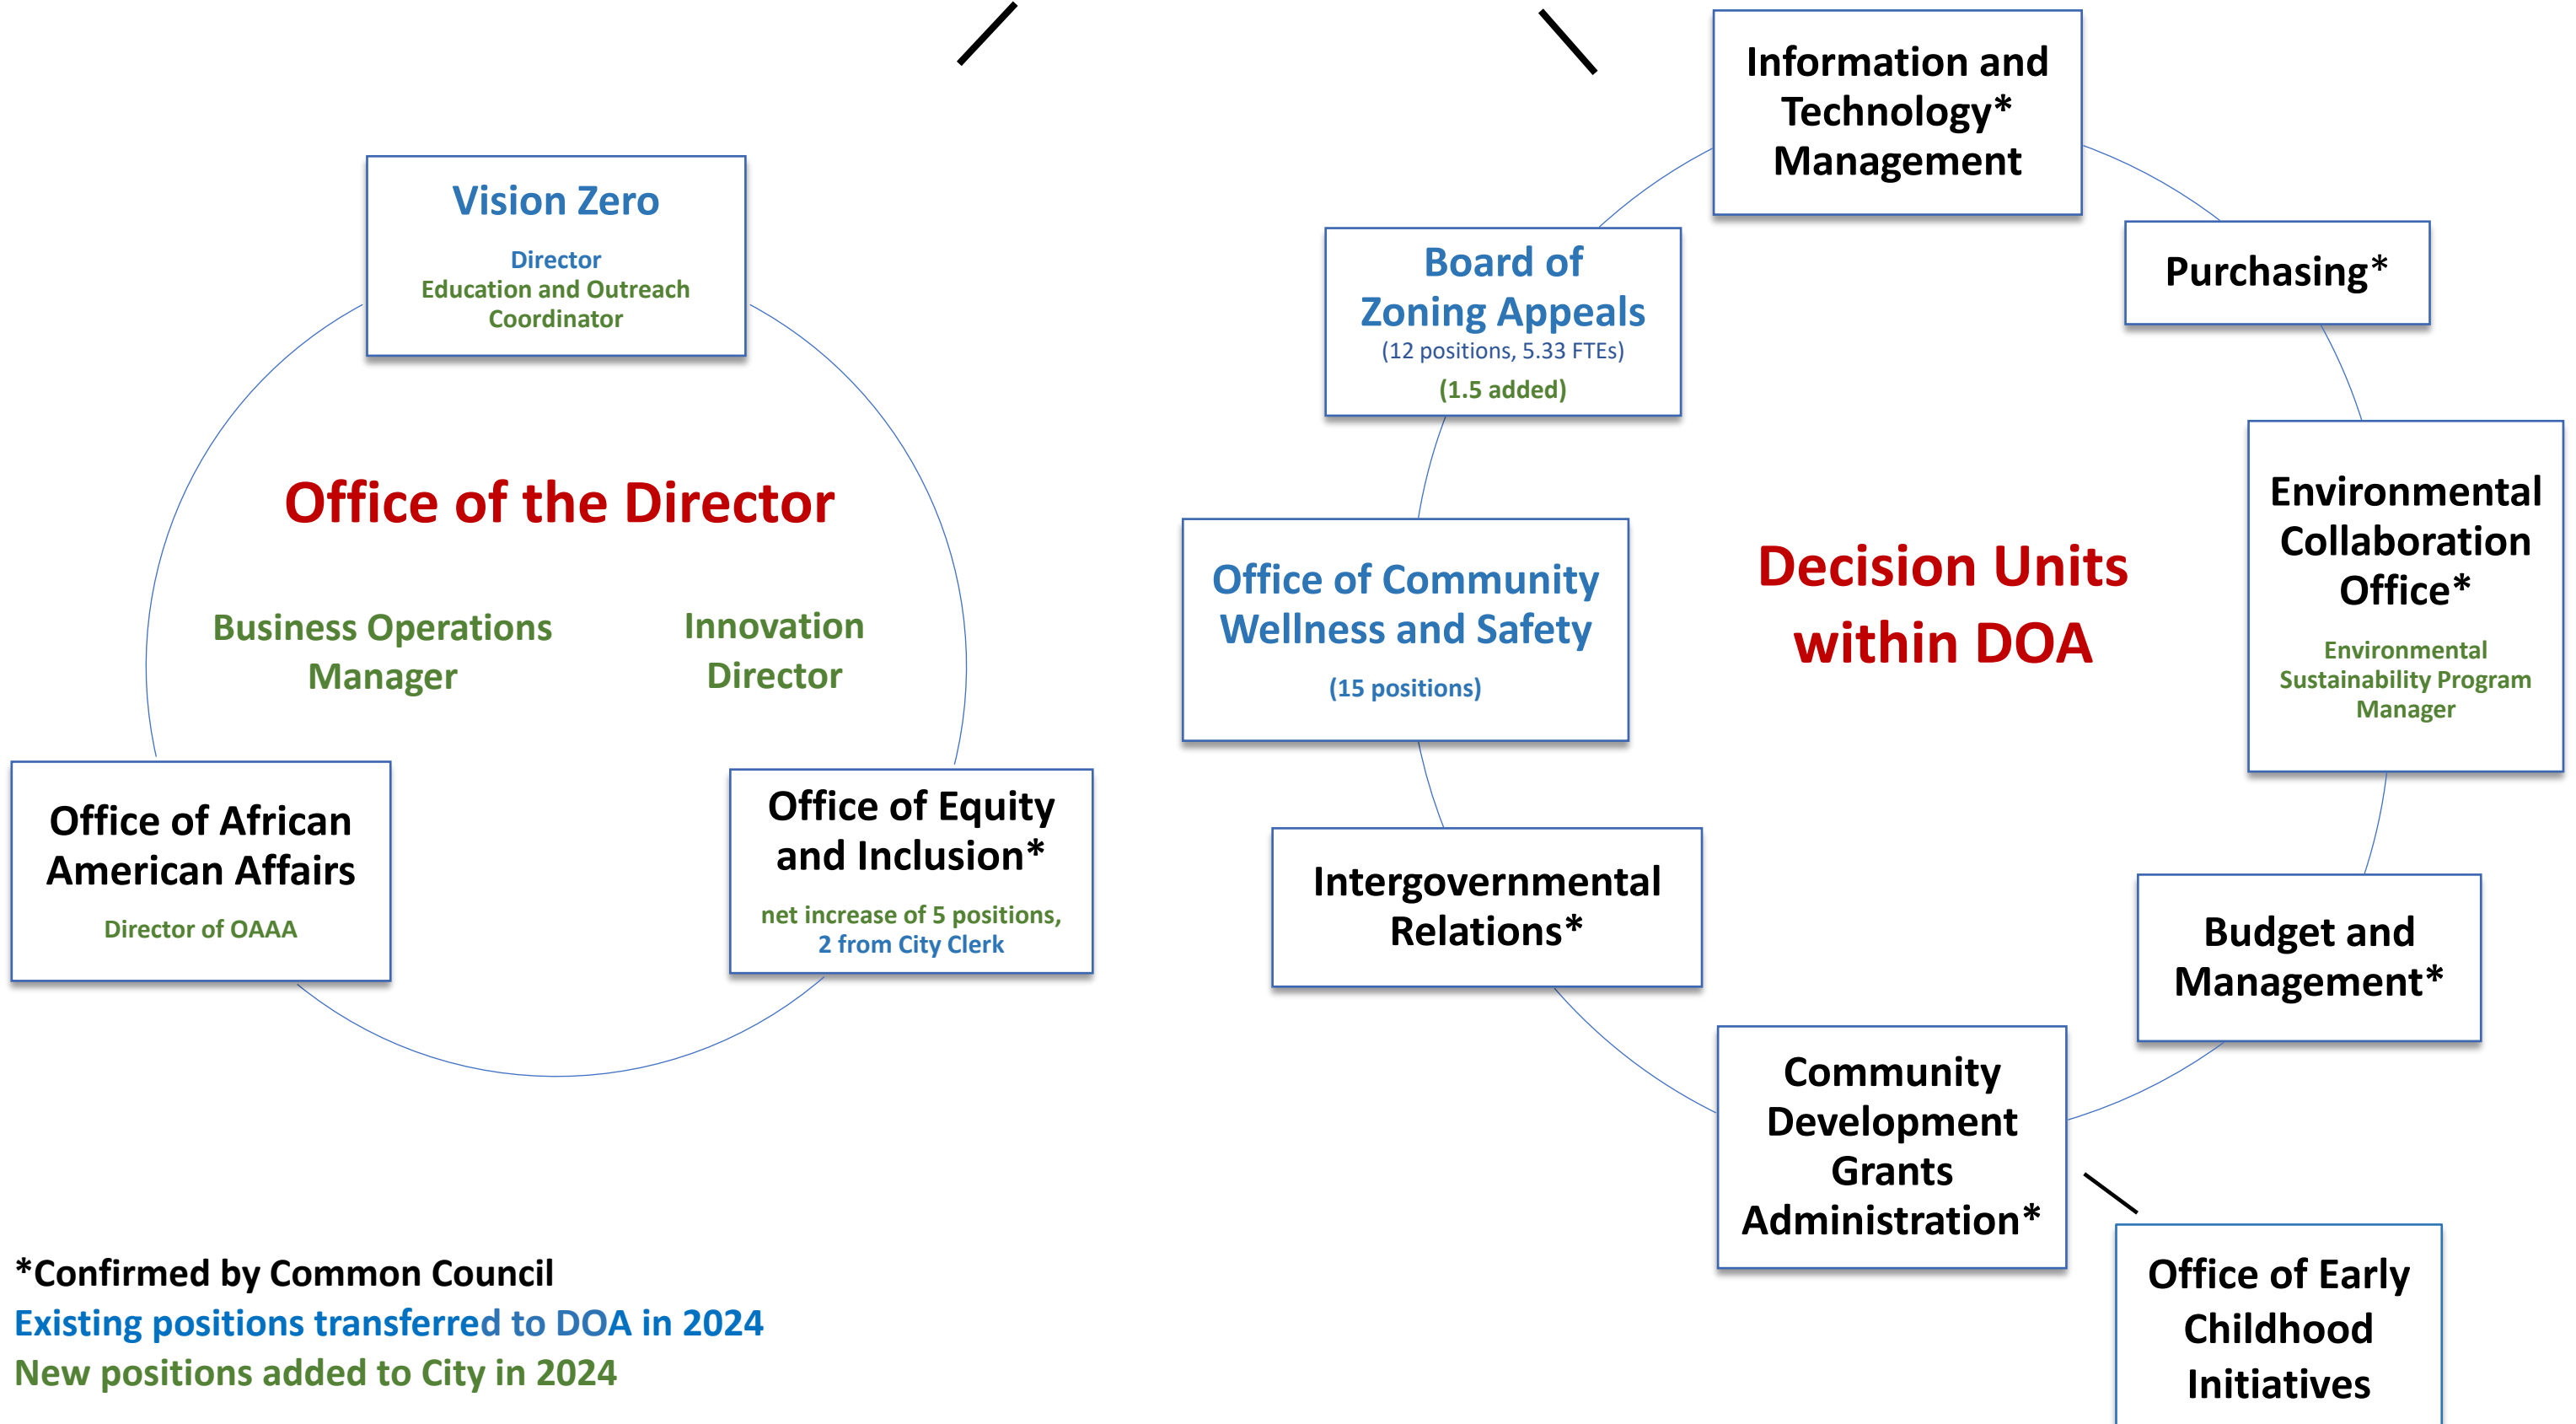 Vision Zero
Director
Education and Outreach
Coordinator
Office of the Director
Business Operations
Manager
Innovation
Director
Office of African
American Affairs
Director of OAAA
Office of Equity
and Inclusion*
net increase of 5 positions,
2 from City Clerk
Information and
Technology*
Management
Purchasing*
Board of
Zoning Appeals
(12 positions, 5.33 FTEs)
(1.5 added)
Environmental
Collaboration
Office*
Environmental
Sustainability Program
Manager
Decision Units
within DOA
Office of Community
Wellness and Safety
(15 positions)
Intergovernmental
Relations*
Budget and
Management*
Community
Development
Grants
Administration*
Office of Early
Childhood
Initiatives
*Confirmed by Common Council
Existing positions transferred to DOA in 2024
New positions added to City in 2024